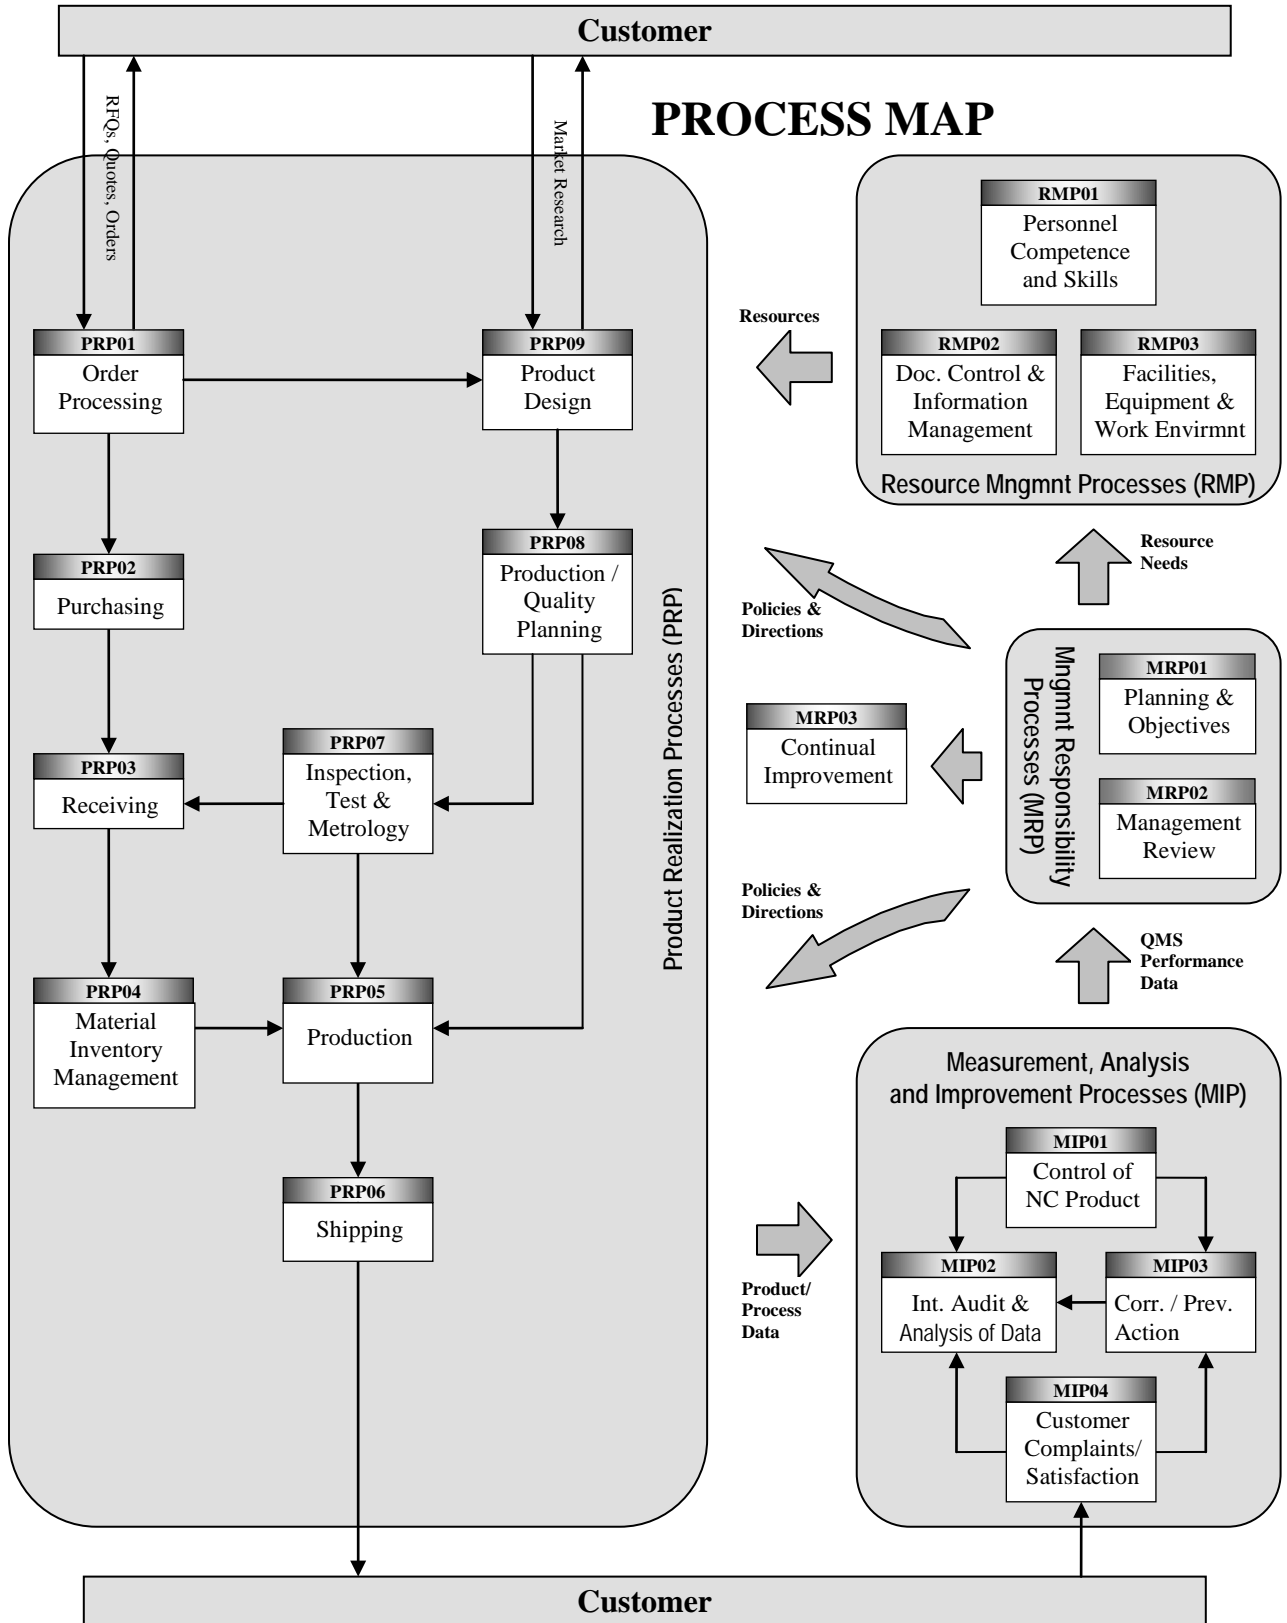 Customer
RFQs, Quotes, Orders
Market Research
PROCESS MAP
PRP01
Order
Processing
PRP09
Product
Design
PRP02
Purchasing
PRP08
Production /
Quality
Planning
PRP03
Receiving
PRP07
Inspection,
Test &
Metrology
PRP04
Material
Inventory
Management
PRP05
Production
PRP06
Shipping
Product Realization Processes (PRP)
Resources
RMP01
Personnel
Competence
and Skills
RMP02
Doc. Control &
Information
Management
RMP03
Facilities,
Equipment &
Work Envirmnt
Resource Mngmnt Processes (RMP)
Resource
Needs
Policies &
Directions
MRP03
Continual
Improvement
Mngmnt Responsibility
Processes (MRP)
MRP01
Planning &
Objectives
MRP02
Management
Review
Policies &
Directions
QMS
Performance
Data
Measurement, Analysis
and Improvement Processes (MIP)
MIP01
Control of
NC Product
MIP02
Int. Audit &
Analysis of Data
MIP03
Corr. / Prev.
Action
MIP04
Customer
Complaints/
Satisfaction
Product/
Process
Data
Customer